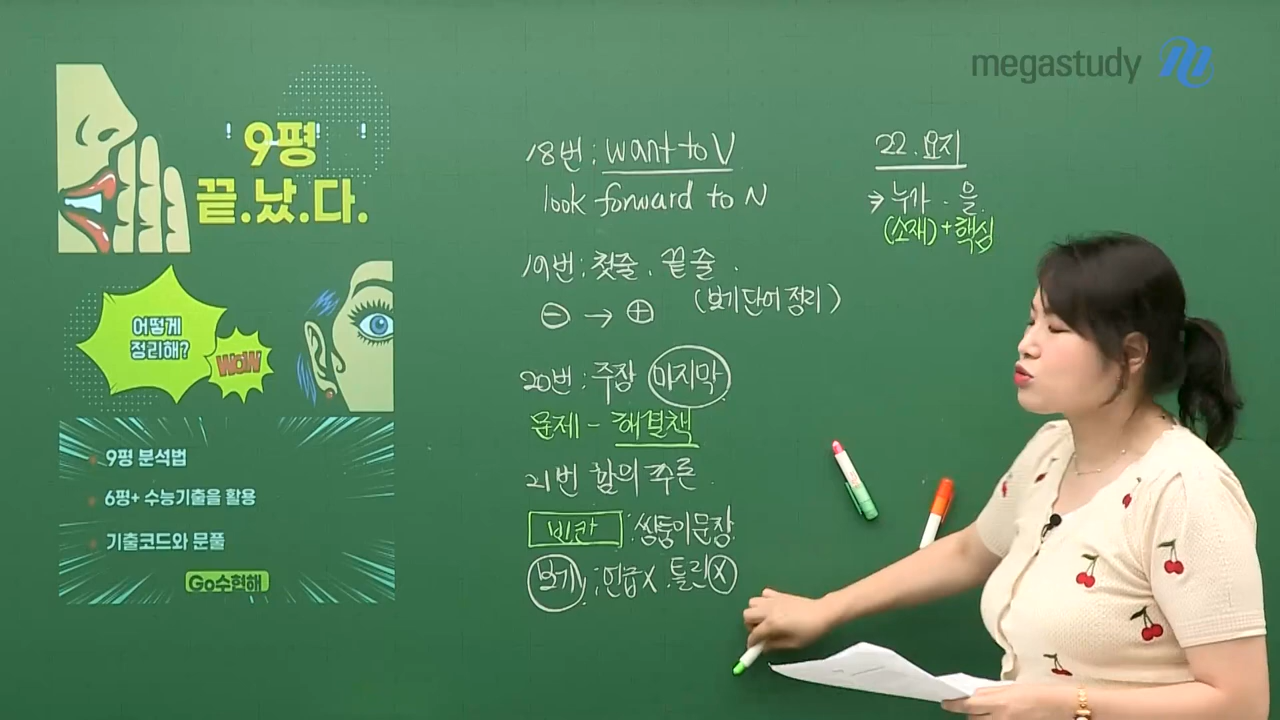 megastudy
'9평'
끝.났.다.
어떻게
정리해?
WOW
9평 분석법
6평+ 수능기출을 활용
기출코드와 문풀
Go수현해
18번 : want to V
look forward to N
19번 : 첫줄. 끝줄.
⊖ → ⊕ (보기단어 정리)
20번 : 주장 마지막
문제 - 해결책
21번 함의 추론
빈칸 : 쌍둥이문장
보기 ; 언급X. 틀린X
22. 요지
→ 누가 - 을.
(소재) + 핵심